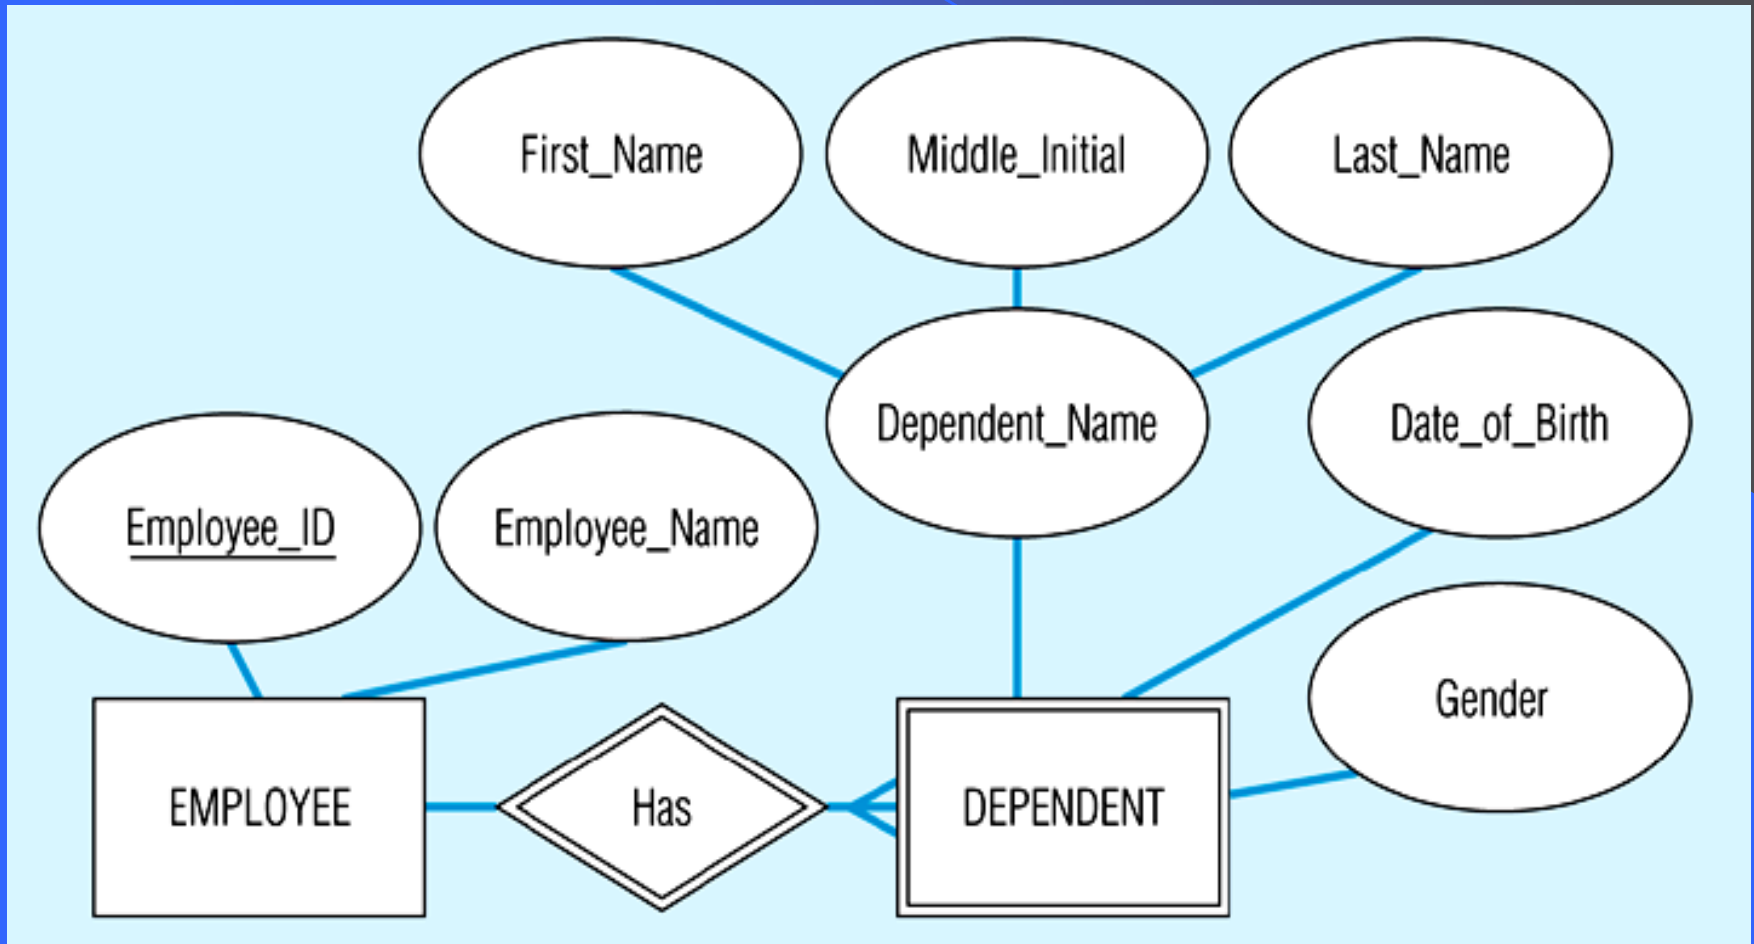 First_Name
Middle_Initial
Last_Name
Dependent_Name
Date_of_Birth
Employee_ID
Employee_Name
Gender
EMPLOYEE
Has
DEPENDENT